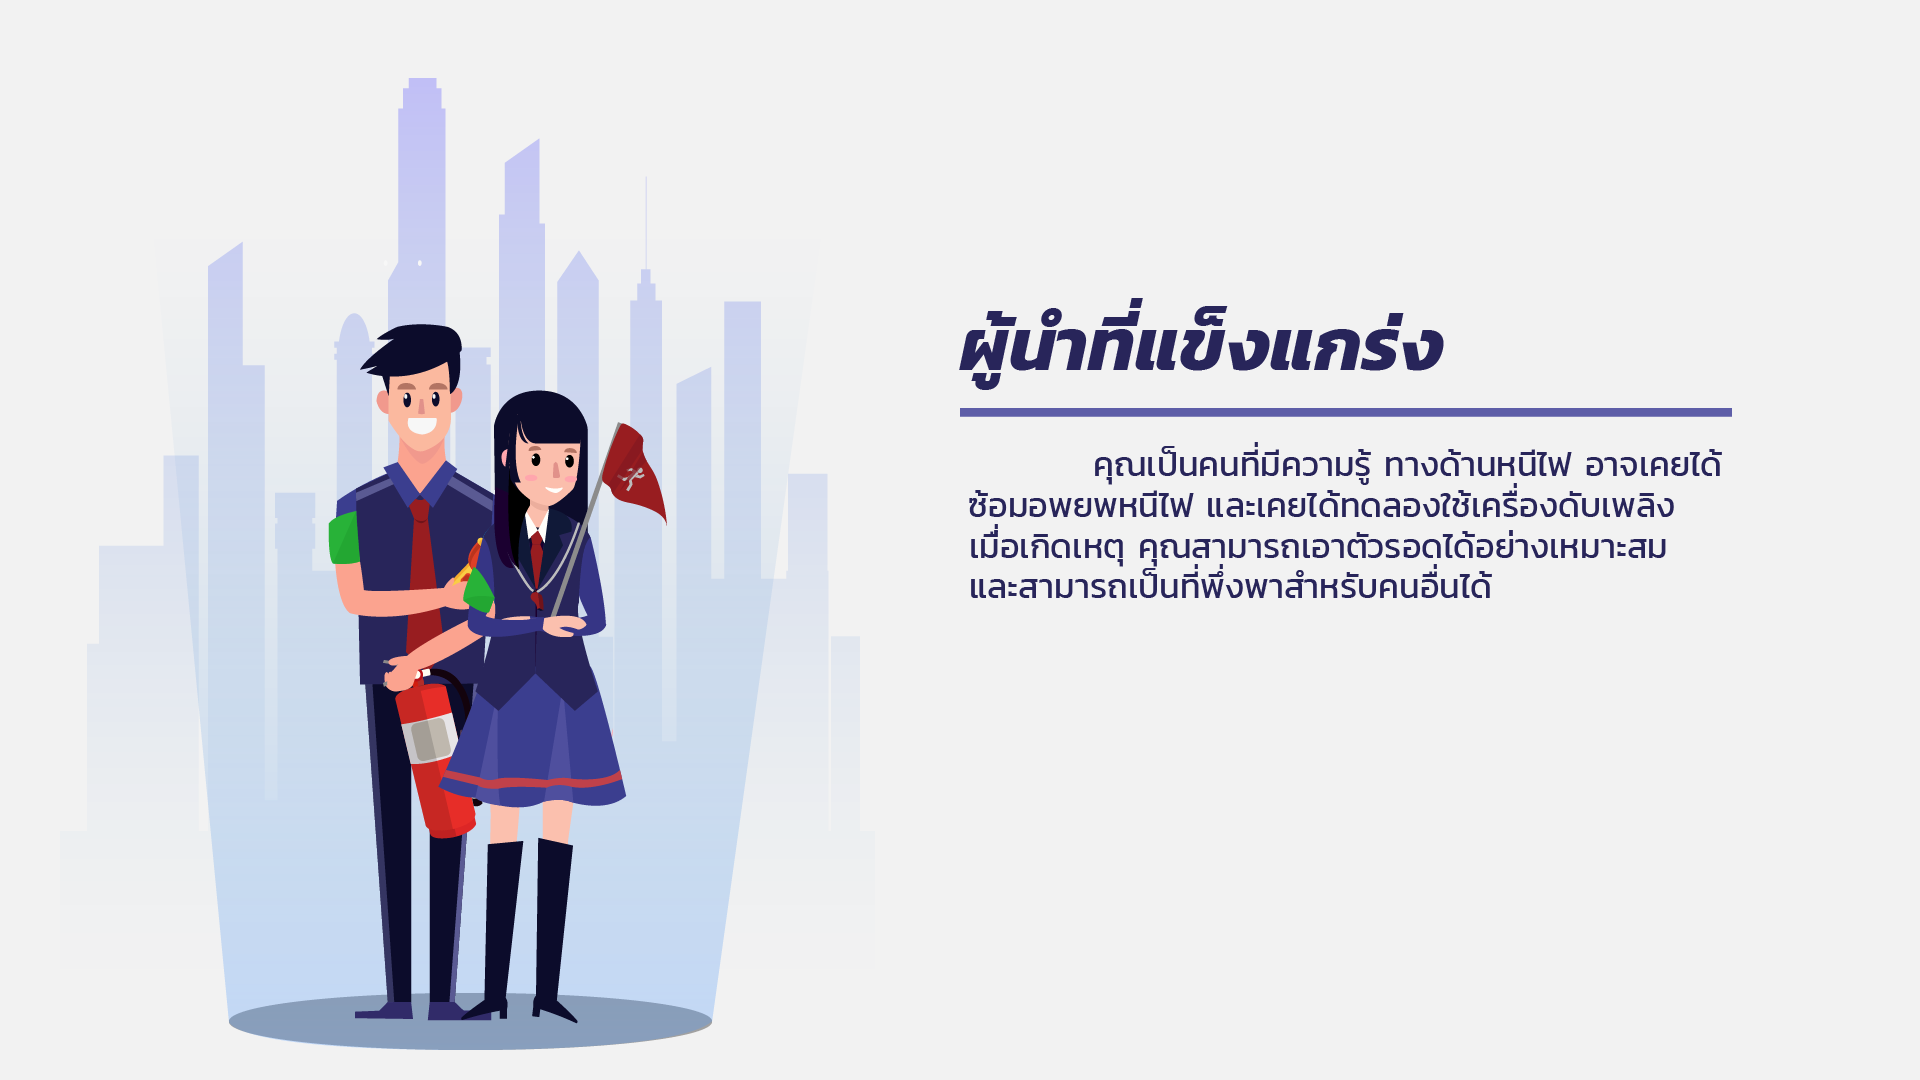 ผู้นำที่แข็งแกร่ง
คุณเป็นคนที่มีความรู้ ทางด้านหนีไฟ อาจเคยได้
ซ้อมอพยพหนีไฟ และเคยได้ทดลองใช้เครื่องดับเพลิง
เมื่อเกิดเหตุ คุณสามารถเอาตัวรอดได้อย่างเหมาะสม
และสามารถเป็นที่พึ่งพาสำหรับคนอื่นได้